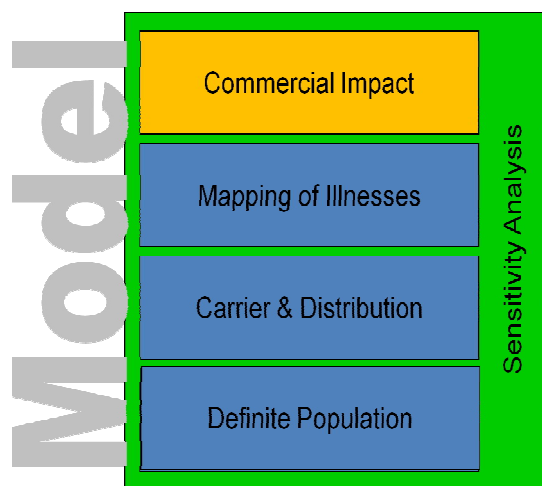 Model
Commercial Impact
Mapping of Illnesses
Carrier & Distribution
Definite Population
Sensitivity Analysis